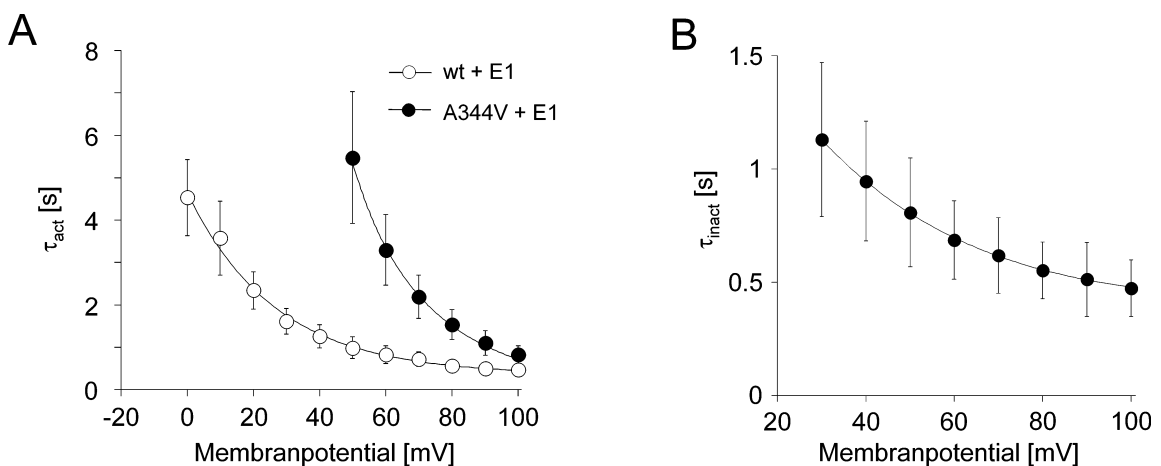 A
B
8
6
4
2
0
τact [s]
wt + E1
A344V + E1
-20 0 20 40 60 80 100
Membranpotential [mV]
1.5
1
0.5
0
τinact [s]
20 40 60 80 100
Membranpotential [mV]